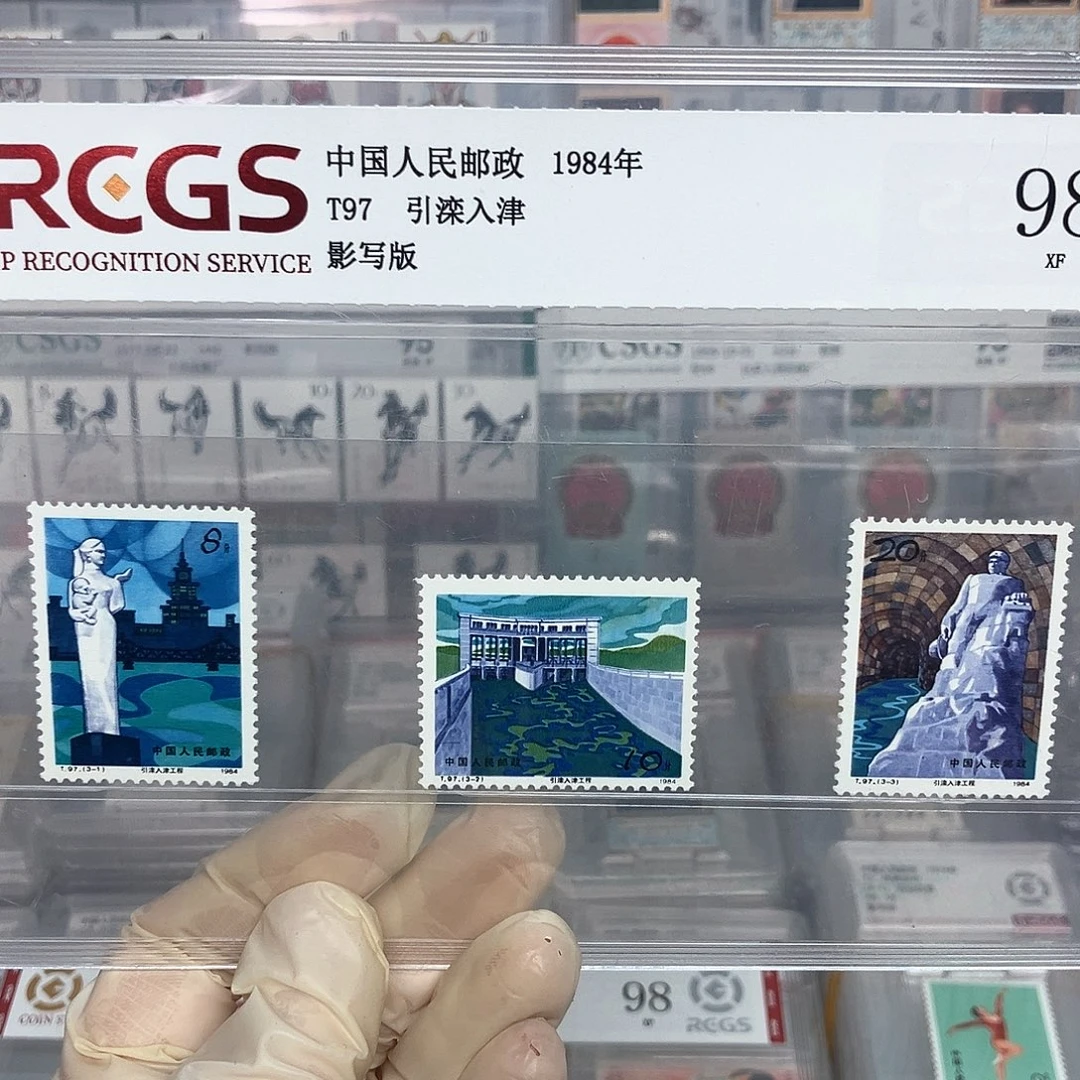 RCGS
P RECOGNITION SERVICE
中国人民邮政 1984年
T97 引滦入津
影写版
98
XF
CSGS
CSGS
10
20
8分
中国人民邮政
T.97.(3-1) 引滦入津工程 1984
中国人民邮政
10分
T.97.(3-2) 引滦入津工程 1984
20分
中国人民邮政
T.97.(3-3) 引滦入津工程 1984
98
RCGS